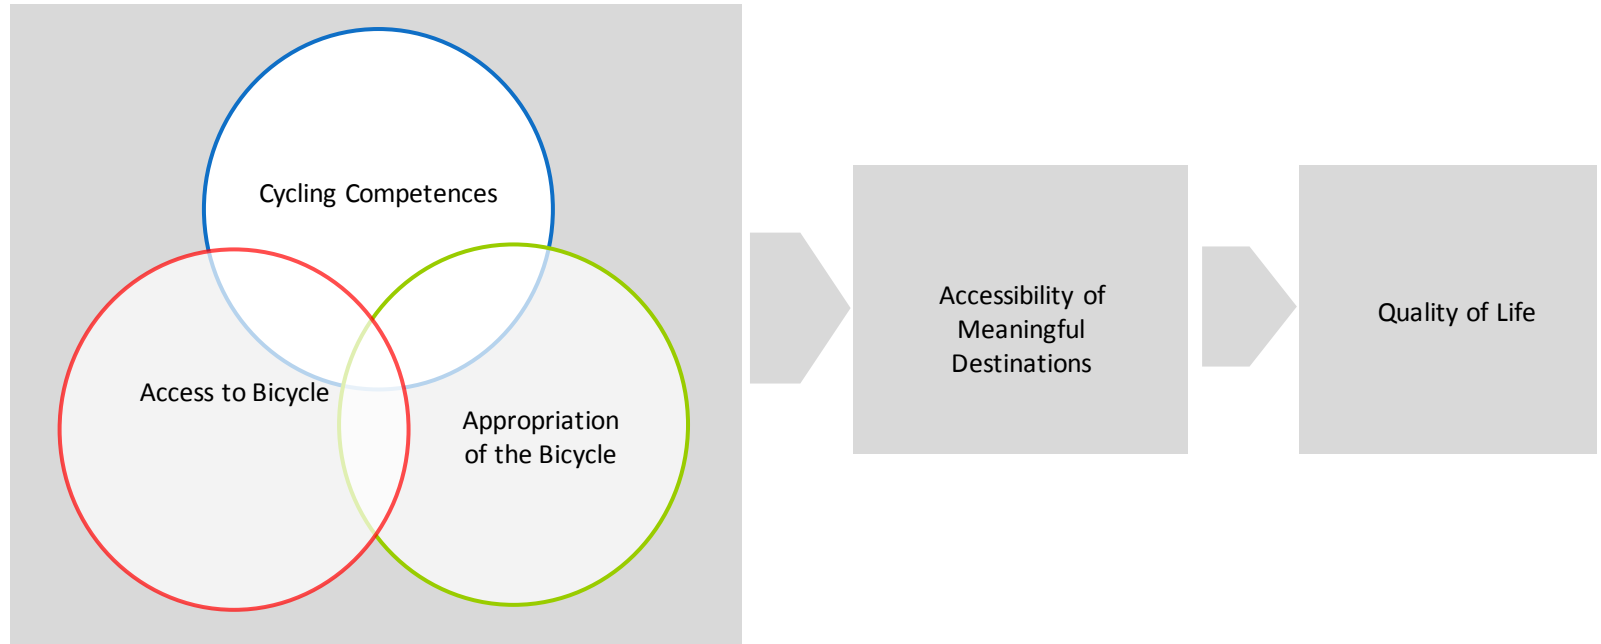 Cycling Competences
Access to Bicycle
Appropriation
of the Bicycle
Accessibility of
Meaningful
Destinations
Quality of Life